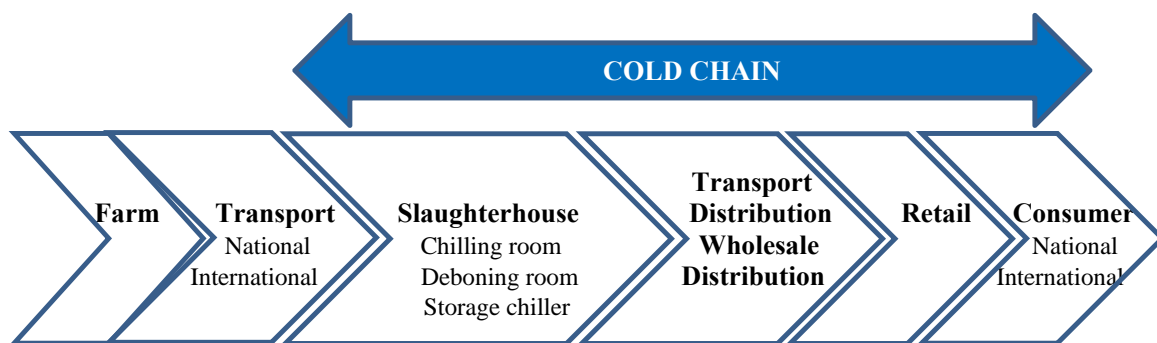 COLD CHAIN
Farm
Transport
National
International
Slaughterhouse
Chilling room
Deboning room
Storage chiller
Transport
Distribution
Wholesale
Distribution
Retail
Consumer
National
International